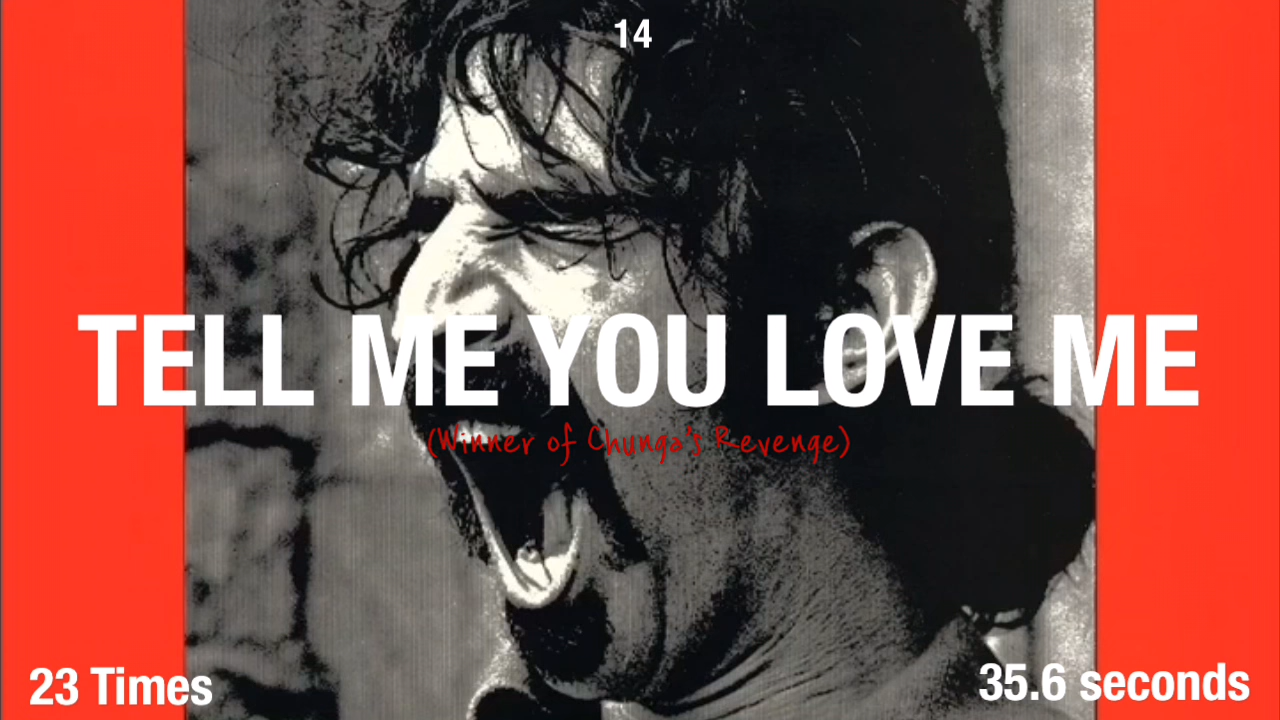 14
TELL ME YOU LOVE ME
(Winner of Chunga's Revenge)
23 Times
35.6 seconds